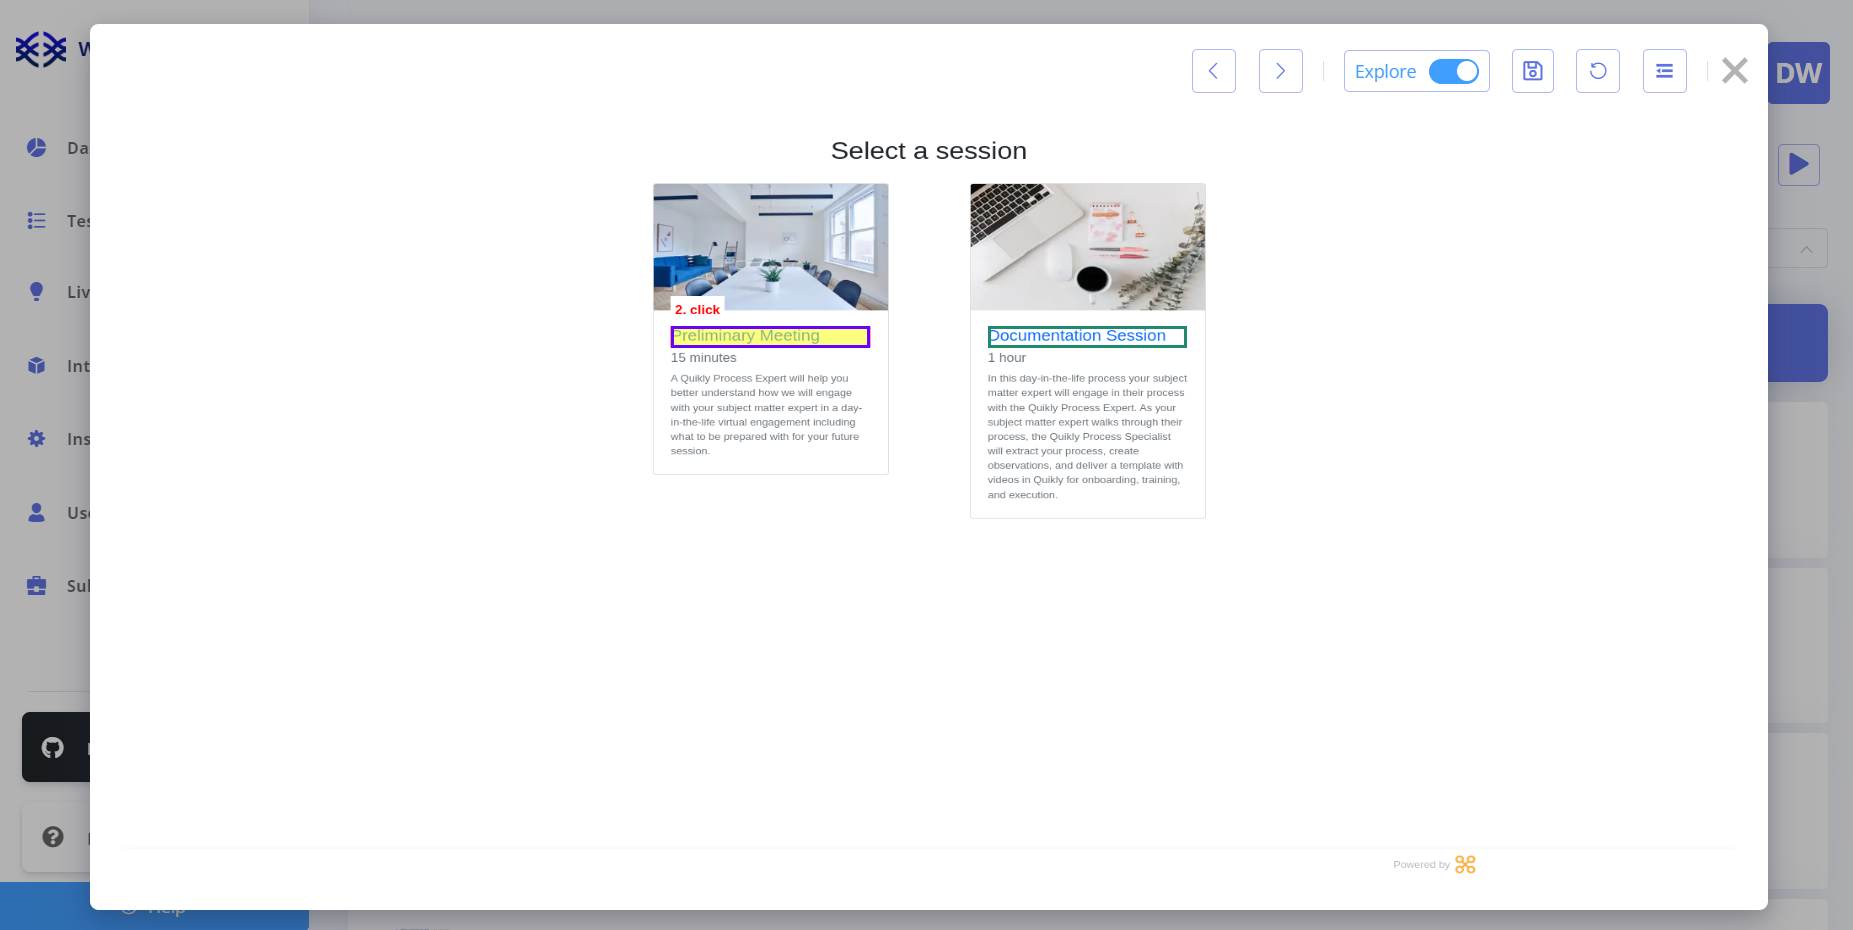 W
DW
Explore
Da
Tes
Liv
Int
Ins
Use
Sul
Help
Select a session
2. click
Preliminary Meeting
15 minutes
A Quikly Process Expert will help you
better understand how we will engage
with your subject matter expert in a day-
in-the-life virtual engagement including
what to be prepared with for your future
session.
Documentation Session
1 hour
In this day-in-the-life process your subject
matter expert will engage in their process
with the Quikly Process Expert. As your
subject matter expert walks through their
process, the Quikly Process Specialist
will extract your process, create
observations, and deliver a template with
videos in Quikly for onboarding, training,
and execution.
Powered by